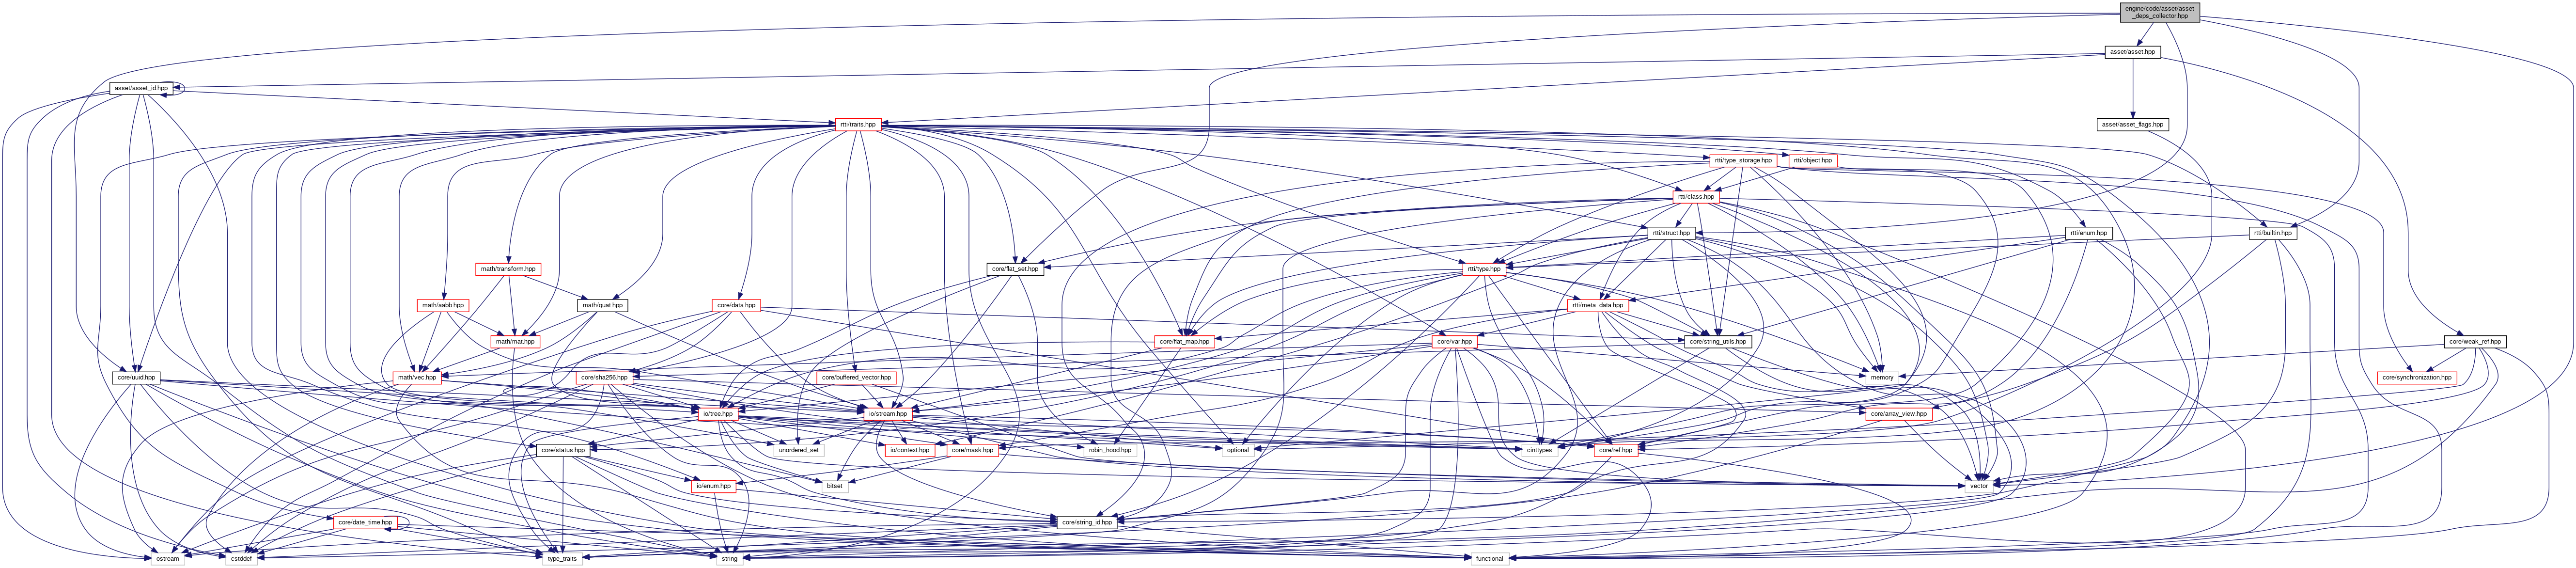 engine/code/asset/asset
_deps_collector.hpp
asset/asset.hpp
asset/asset_id.hpp
rtti/traits.hpp
asset/asset_flags.hpp
rtti/type_storage.hpp
rtti/object.hpp
rtti/class.hpp
rtti/struct.hpp
rtti/enum.hpp
rtti/builtin.hpp
math/transform.hpp
core/flat_set.hpp
rtti/type.hpp
math/aabb.hpp
math/quat.hpp
core/data.hpp
rtti/meta_data.hpp
math/mat.hpp
core/flat_map.hpp
core/var.hpp
core/string_utils.hpp
core/weak_ref.hpp
core/uuid.hpp
math/vec.hpp
core/sha256.hpp
core/buffered_vector.hpp
memory
core/synchronization.hpp
io/tree.hpp
io/stream.hpp
core/array_view.hpp
core/status.hpp
unordered_set
io/context.hpp
core/mask.hpp
robin_hood.hpp
optional
cinttypes
core/ref.hpp
io/enum.hpp
bitset
vector
core/date_time.hpp
core/string_id.hpp
ostream
cstddef
type_traits
string
functional